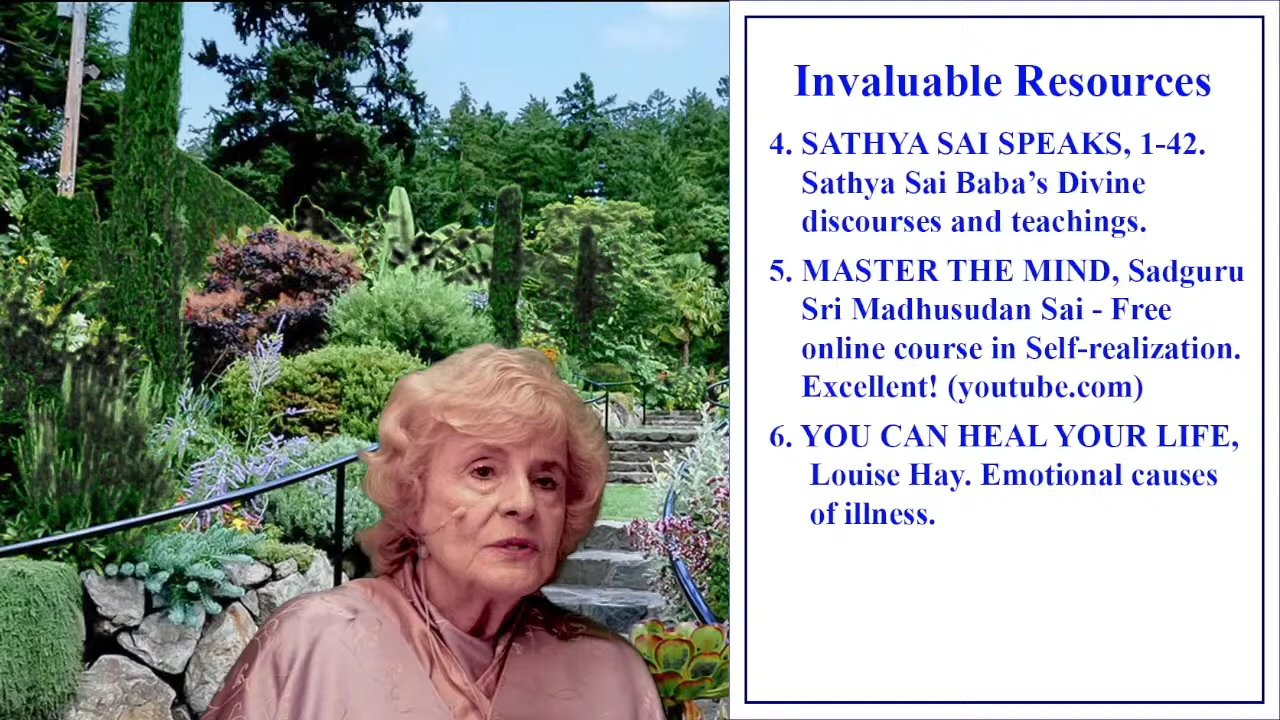 Invaluable Resources
4. SATHYA SAI SPEAKS, 1-42.
Sathya Sai Baba’s Divine
discourses and teachings.
5. MASTER THE MIND, Sadguru
Sri Madhusudan Sai - Free
online course in Self-realization.
Excellent! (youtube.com)
6. YOU CAN HEAL YOUR LIFE,
Louise Hay. Emotional causes
of illness.